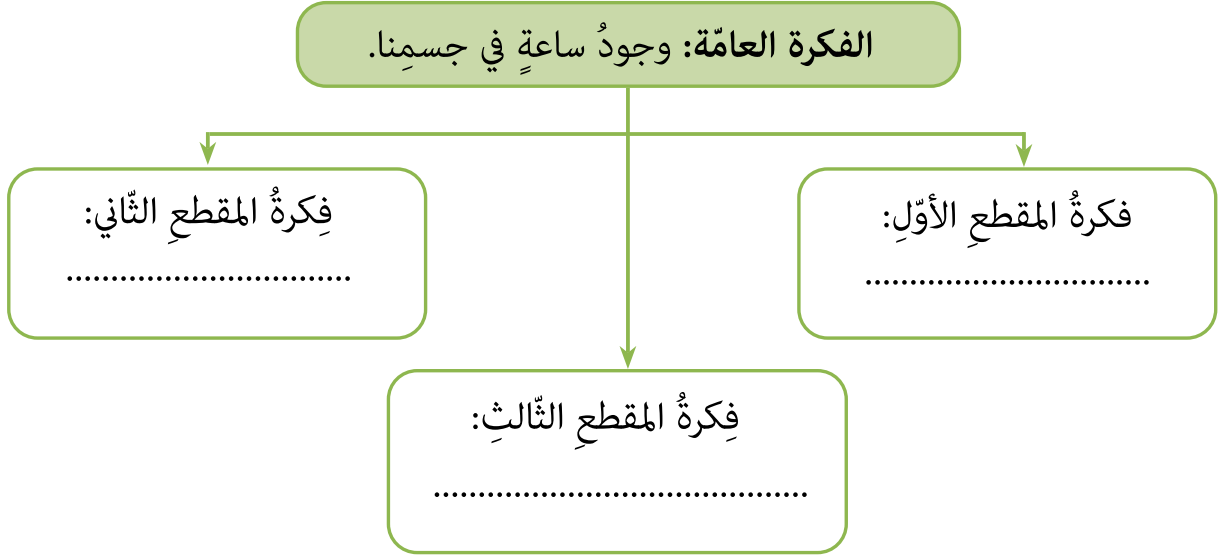 الفكرة العامّة: وجودُ ساعةٍ في جسمِنا.
فكرةُ المقطعِ الأوّلِ:
................................
فِكرةُ المقطعِ الثّاني:
................................
فِكرةُ المقطعِ الثّالثِ:
..........................................